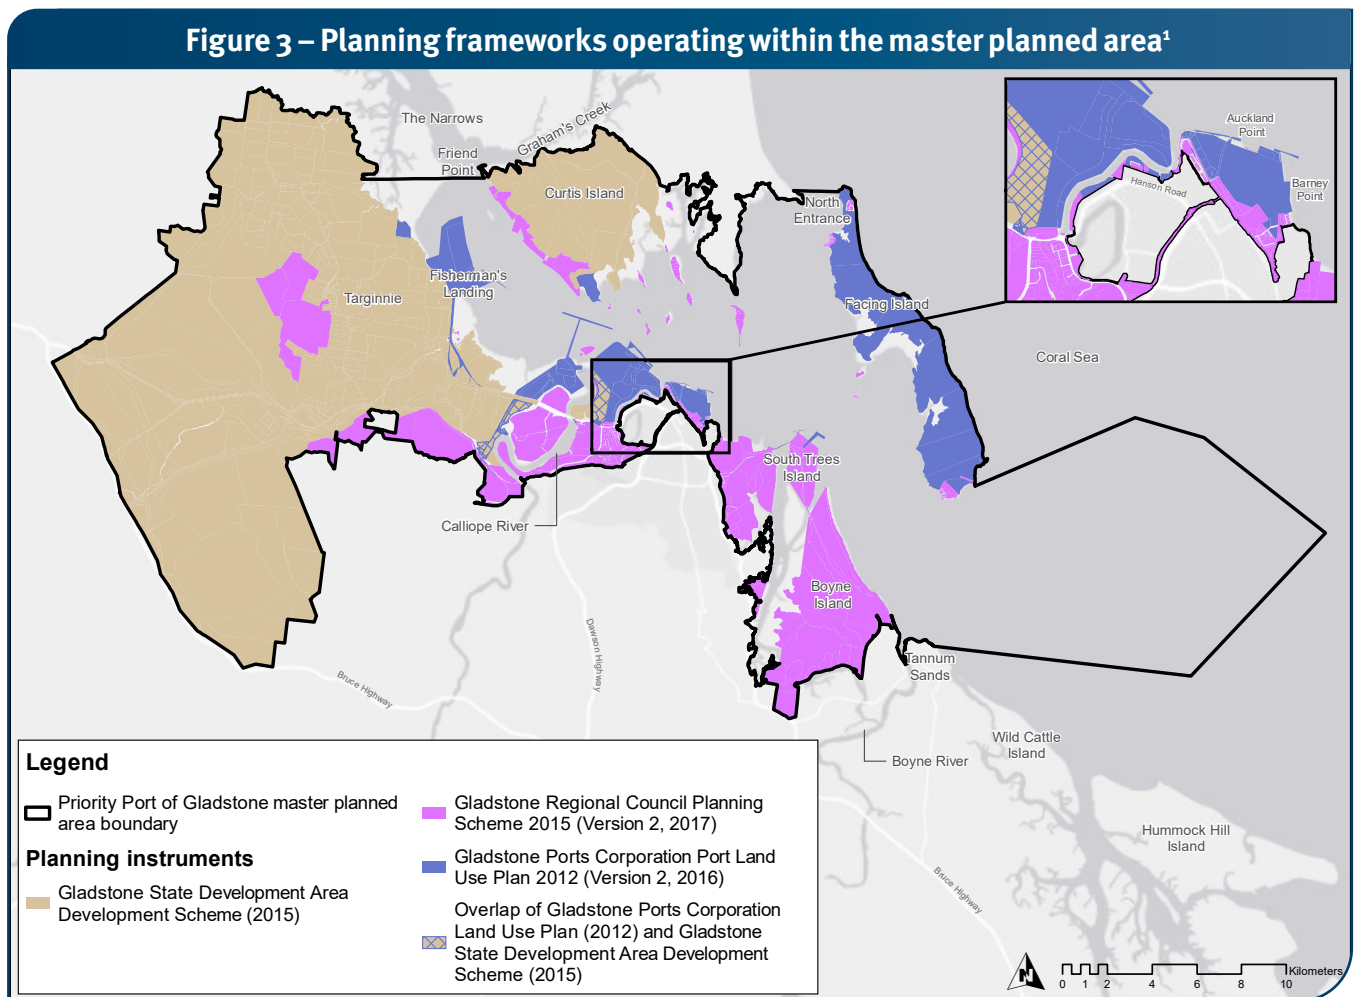 Figure 3 – Planning frameworks operating within the master planned area¹
The Narrows
Graham's Creek
Friend
Point
Curtis Island
North
Entrance
Auckland
Point
Hanson Road
Barney
Point
Fisherman's
Landing
Targinnie
Facing Island
Coral Sea
South Trees
Island
Calliope River
Boyne
Island
Dawson Highway
Tannum
Sands
Bruce Highway
Wild Cattle
Island
Boyne River
Hummock Hill
Island
Bruce Highway
Legend
Priority Port of Gladstone master planned
area boundary
Planning instruments
Gladstone State Development Area
Development Scheme (2015)
Gladstone Regional Council Planning
Scheme 2015 (Version 2, 2017)
Gladstone Ports Corporation Port Land
Use Plan 2012 (Version 2, 2016)
Overlap of Gladstone Ports Corporation
Land Use Plan (2012) and Gladstone
State Development Area Development
Scheme (2015)
N
Kilometers
0 1 2 4 6 8 10